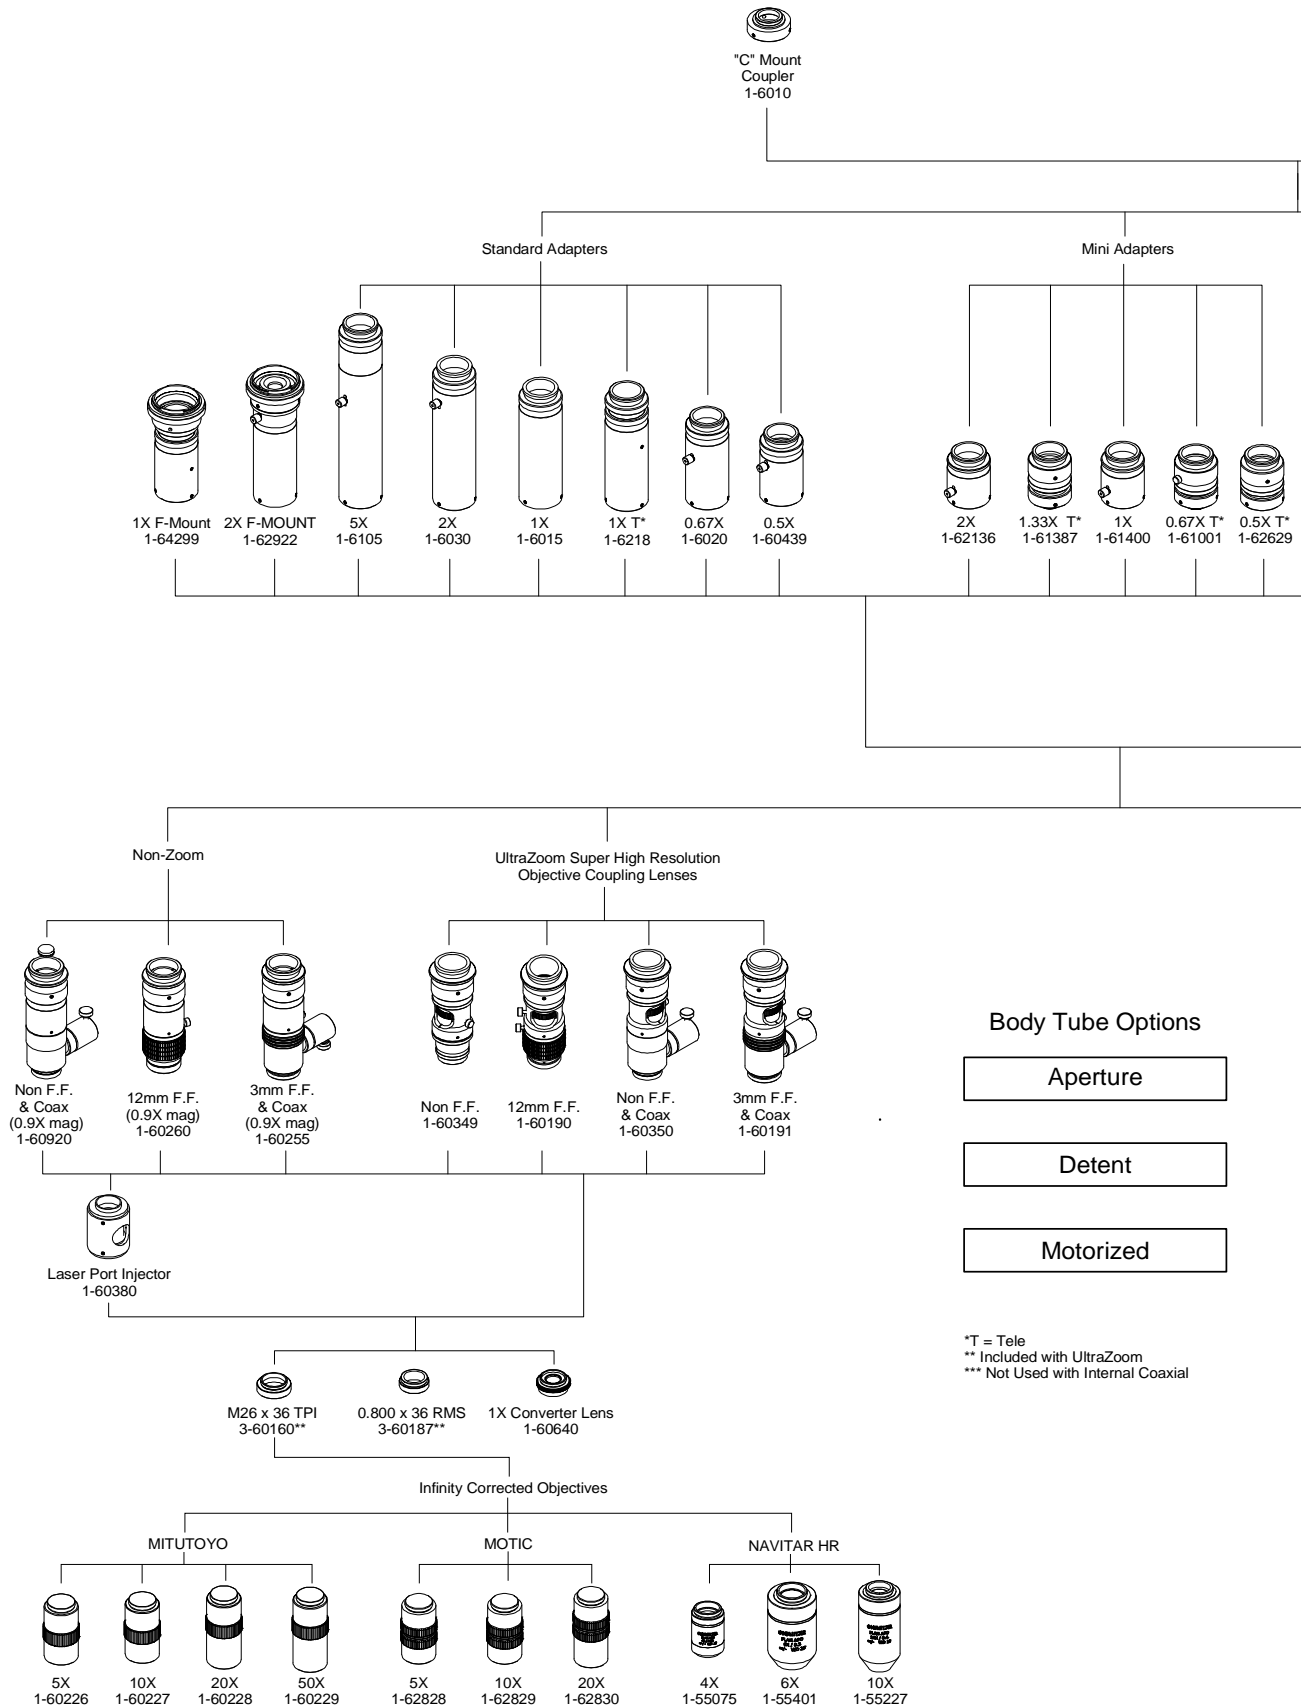 "C" Mount
Coupler
1-6010
Standard Adapters
Mini Adapters
1X F-Mount
1-64299
2X F-MOUNT
1-62922
5X
1-6105
2X
1-6030
1X
1-6015
1X T*
1-6218
0.67X
1-6020
0.5X
1-60439
2X
1-62136
1.33X T*
1-61387
1X
1-61400
0.67X T*
1-61001
0.5X T*
1-62629
Non-Zoom
UltraZoom Super High Resolution
Objective Coupling Lenses
Non F.F.
& Coax
(0.9X mag)
1-60920
12mm F.F.
(0.9X mag)
1-60260
3mm F.F.
& Coax
(0.9X mag)
1-60255
Non F.F.
1-60349
12mm F.F.
1-60190
Non F.F.
& Coax
1-60350
3mm F.F.
& Coax
1-60191
Body Tube Options
Aperture
Detent
Motorized
Laser Port Injector
1-60380
*T = Tele
** Included with UltraZoom
*** Not Used with Internal Coaxial
M26 x 36 TPI
3-60160**
0.800 x 36 RMS
3-60187**
1X Converter Lens
1-60640
Infinity Corrected Objectives
MITUTOYO
MOTIC
NAVITAR HR
5X
1-60226
10X
1-60227
20X
1-60228
50X
1-60229
5X
1-62828
10X
1-62829
20X
1-62830
4X
1-55075
6X
1-55401
10X
1-55227